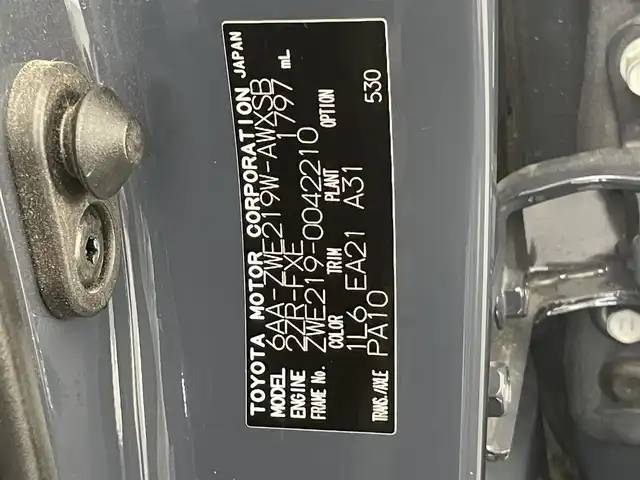 TOYOTA MOTOR CORPORATION JAPAN
MODEL 6AA-ZWE219W-AWXSB
ENGINE 2ZR-FXE 1797 mL
FRAME No. ZWE219-0042210
COLOR TRIM PLANT OPTION
1L6 EA21 A31 530
TRANS./AXLE PA10